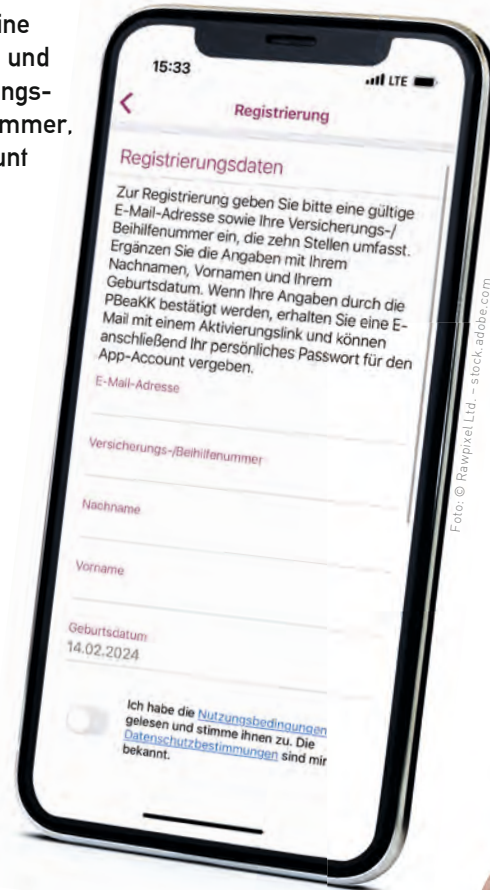 ine
und
ngs-
mmer,
unt
15:33
LTE
Registrierung
Registrierungsdaten
Zur Registrierung geben Sie bitte eine gültige
E-Mail-Adresse sowie Ihre Versicherungs-/
Beihilfenummer ein, die zehn Stellen umfasst.
Ergänzen Sie die Angaben mit Ihrem
Nachnamen, Vornamen und Ihrem
Geburtsdatum. Wenn Ihre Angaben durch die
PBeaKK bestätigt werden, erhalten Sie eine E-
Mail mit einem Aktivierungslink und können
anschließend Ihr persönliches Passwort für den
App-Account vergeben.
E-Mail-Adresse
Versicherungs-/Beihilfenummer
Nachname
Vorname
Geburtsdatum
14.02.2024
Ich habe die Nutzungsbedingungen
gelesen und stimme ihnen zu. Die
Datenschutzbestimmungen sind mir
bekannt.
Foto: © Rawpixel Ltd. – stock.adobe.com